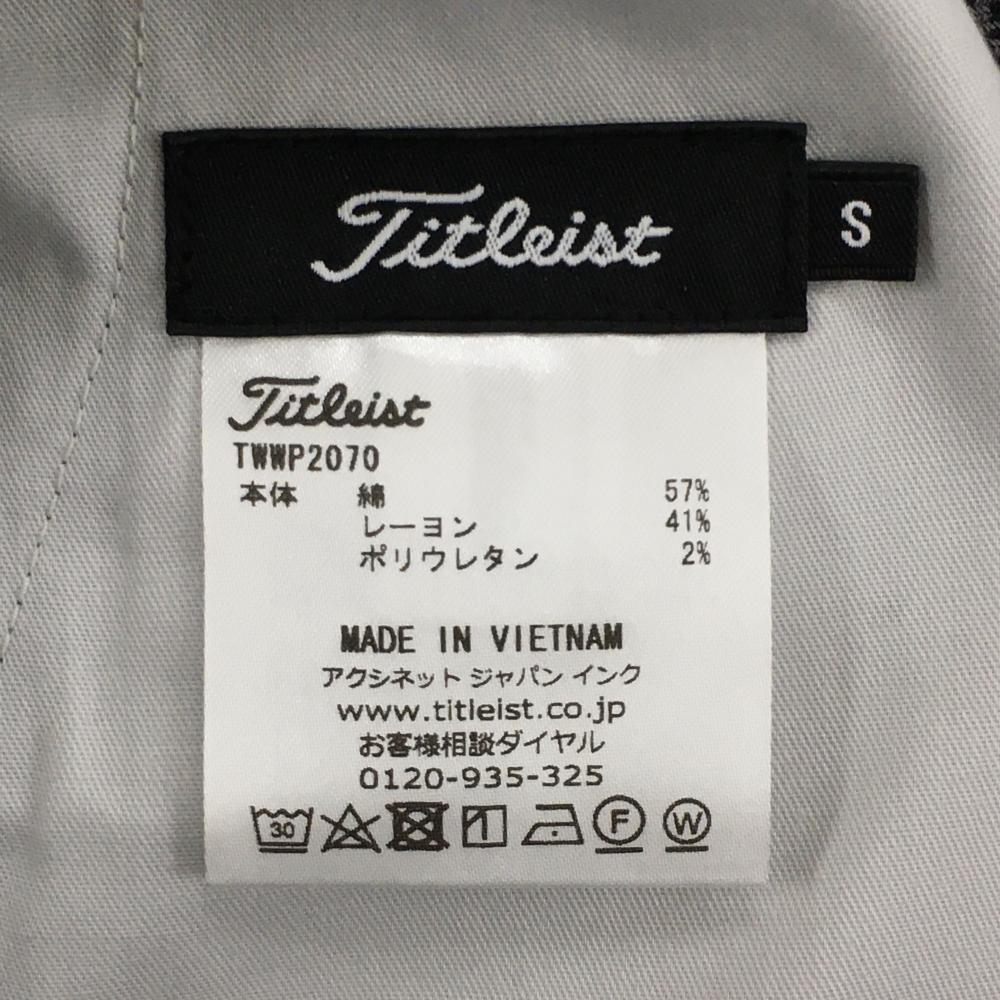 Titleist
S
Titleist
TWWP2070
本体 綿 57%
レーヨン 41%
ポリウレタン 2%
MADE IN VIETNAM
アクシネット ジャパン インク
www.titleist.co.jp
お客様相談ダイヤル
0120-935-325
30 F W